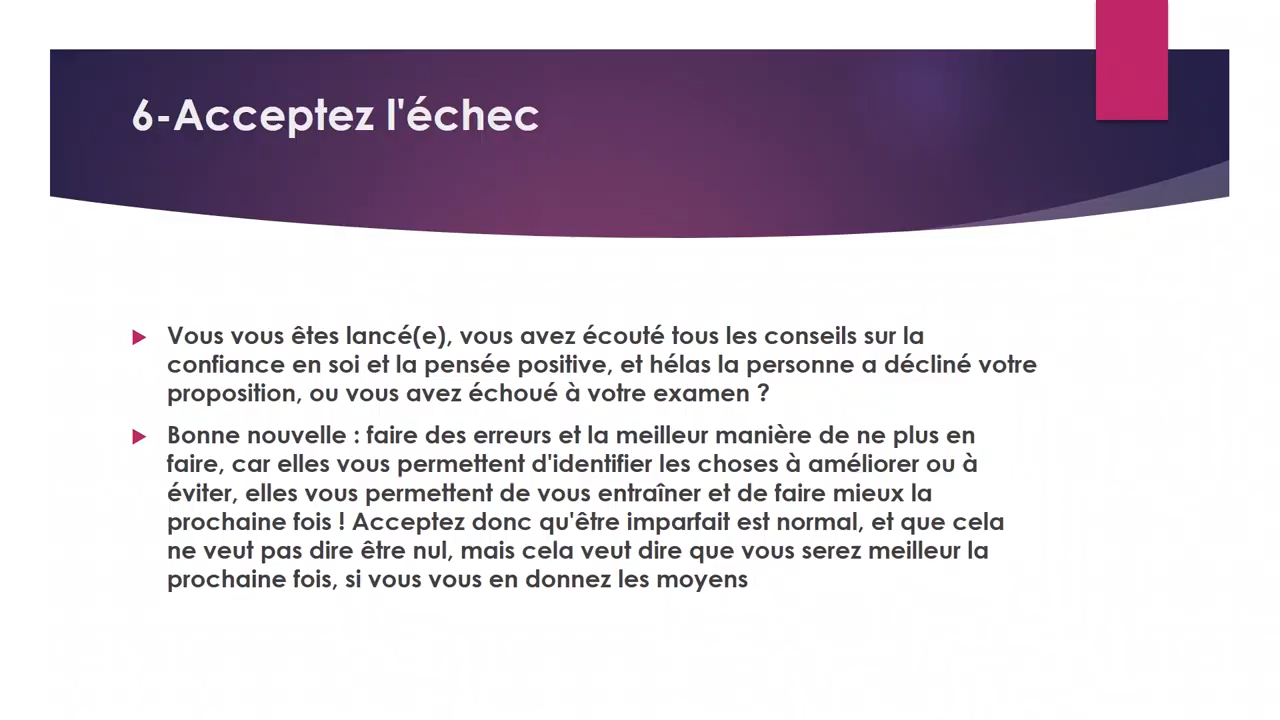 6-Acceptez l'échec
Vous vous êtes lancé(e), vous avez écouté tous les conseils sur la
confiance en soi et la pensée positive, et hélas la personne a décliné votre
proposition, ou vous avez échoué à votre examen ?
Bonne nouvelle : faire des erreurs et la meilleur manière de ne plus en
faire, car elles vous permettent d'identifier les choses à améliorer ou à
éviter, elles vous permettent de vous entraîner et de faire mieux la
prochaine fois ! Acceptez donc qu'être imparfait est normal, et que cela
ne veut pas dire être nul, mais cela veut dire que vous serez meilleur la
prochaine fois, si vous vous en donnez les moyens